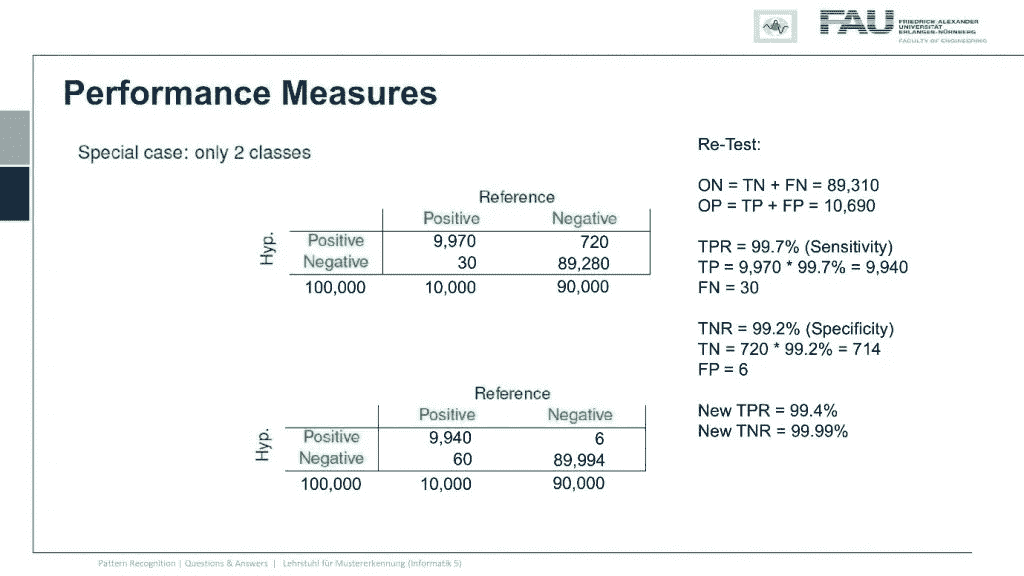 FAU
FRIEDRICH-ALEXANDER
UNIVERSITÄT
ERLANGEN-NÜRNBERG
FACULTY OF ENGINEERING
Performance Measures
Special case: only 2 classes
Reference
Positive Negative
Hyp.
Positive 9,970 720
Negative 30 89,280
100,000 10,000 90,000
Reference
Positive Negative
Hyp.
Positive 9,940 6
Negative 60 89,994
100,000 10,000 90,000
Re-Test:
ON = TN + FN = 89,310
OP = TP + FP = 10,690
TPR = 99.7% (Sensitivity)
TP = 9,970 * 99.7% = 9,940
FN = 30
TNR = 99.2% (Specificity)
TN = 720 * 99.2% = 714
FP = 6
New TPR = 99.4%
New TNR = 99.99%
Pattern Recognition | Questions & Answers | Lehrstuhl für Mustererkennung (Informatik 5)